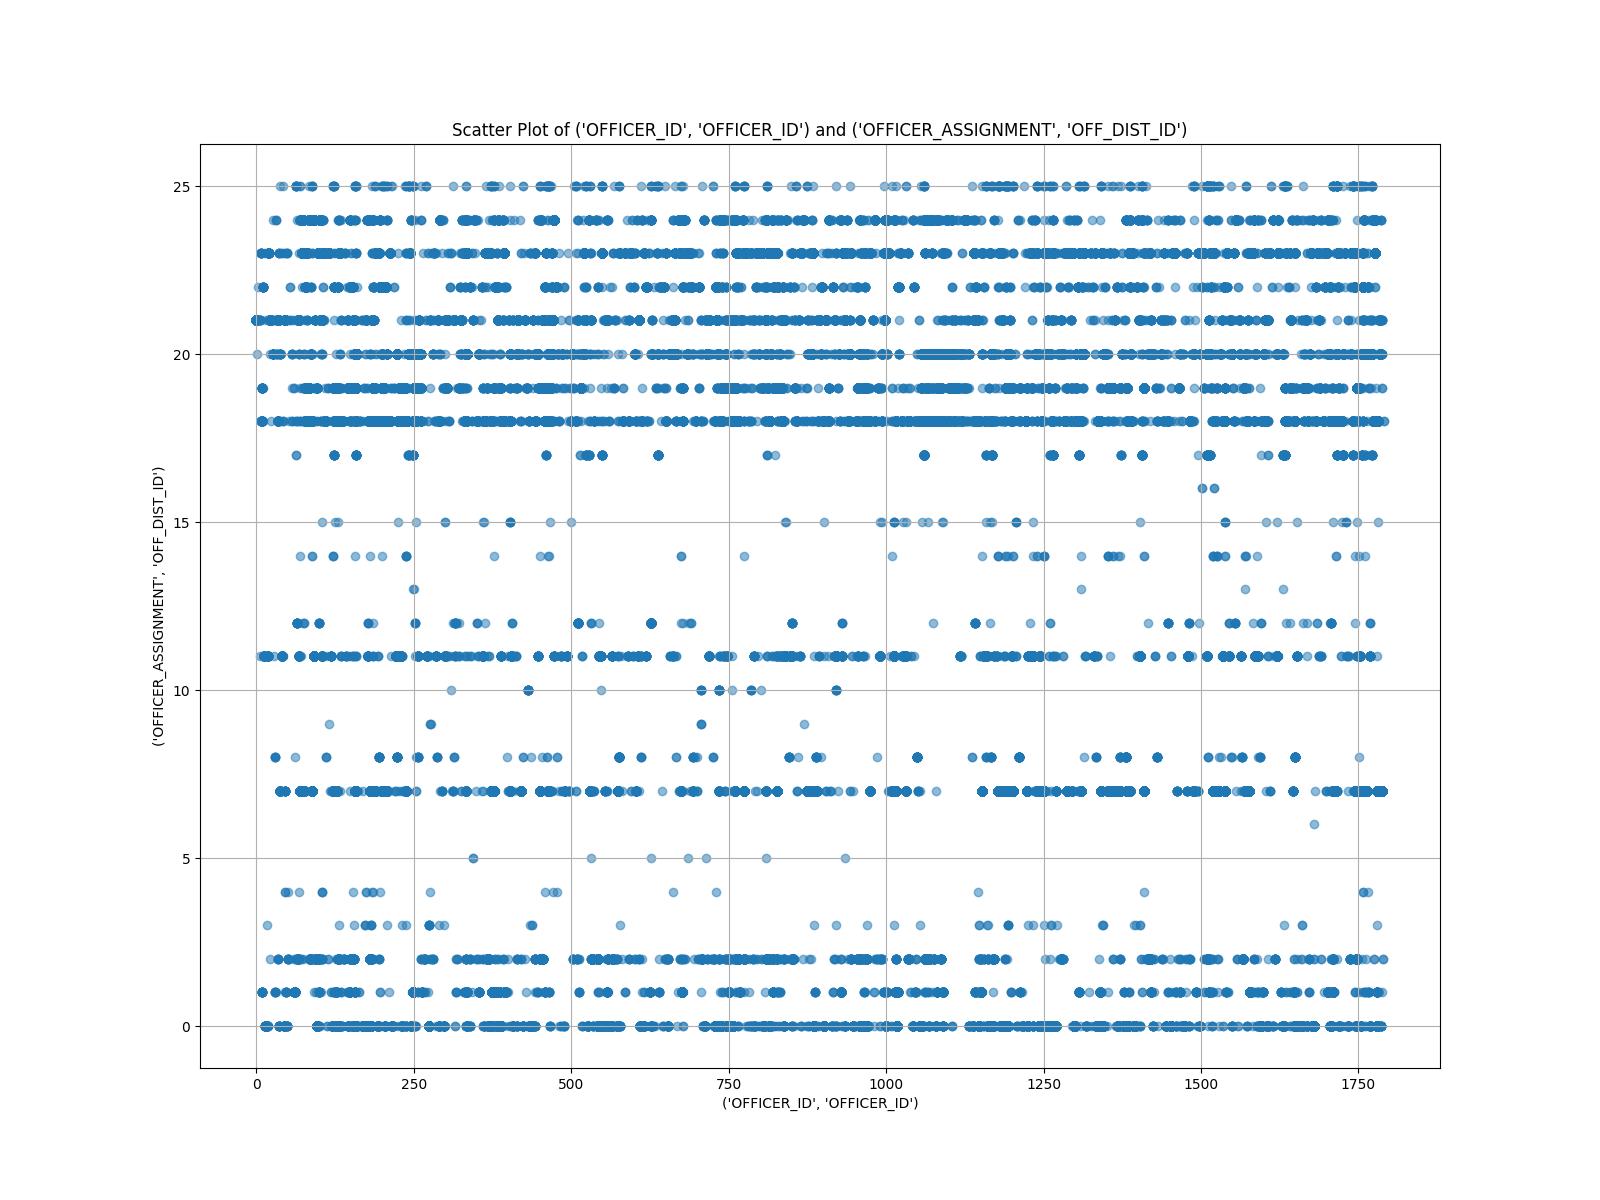 Scatter Plot of ('OFFICER_ID', 'OFFICER_ID') and ('OFFICER_ASSIGNMENT', 'OFF_DIST_ID')
('OFFICER_ASSIGNMENT', 'OFF_DIST_ID')
25
20
15
10
5
0
0 250 500 750 1000 1250 1500 1750
('OFFICER_ID', 'OFFICER_ID')